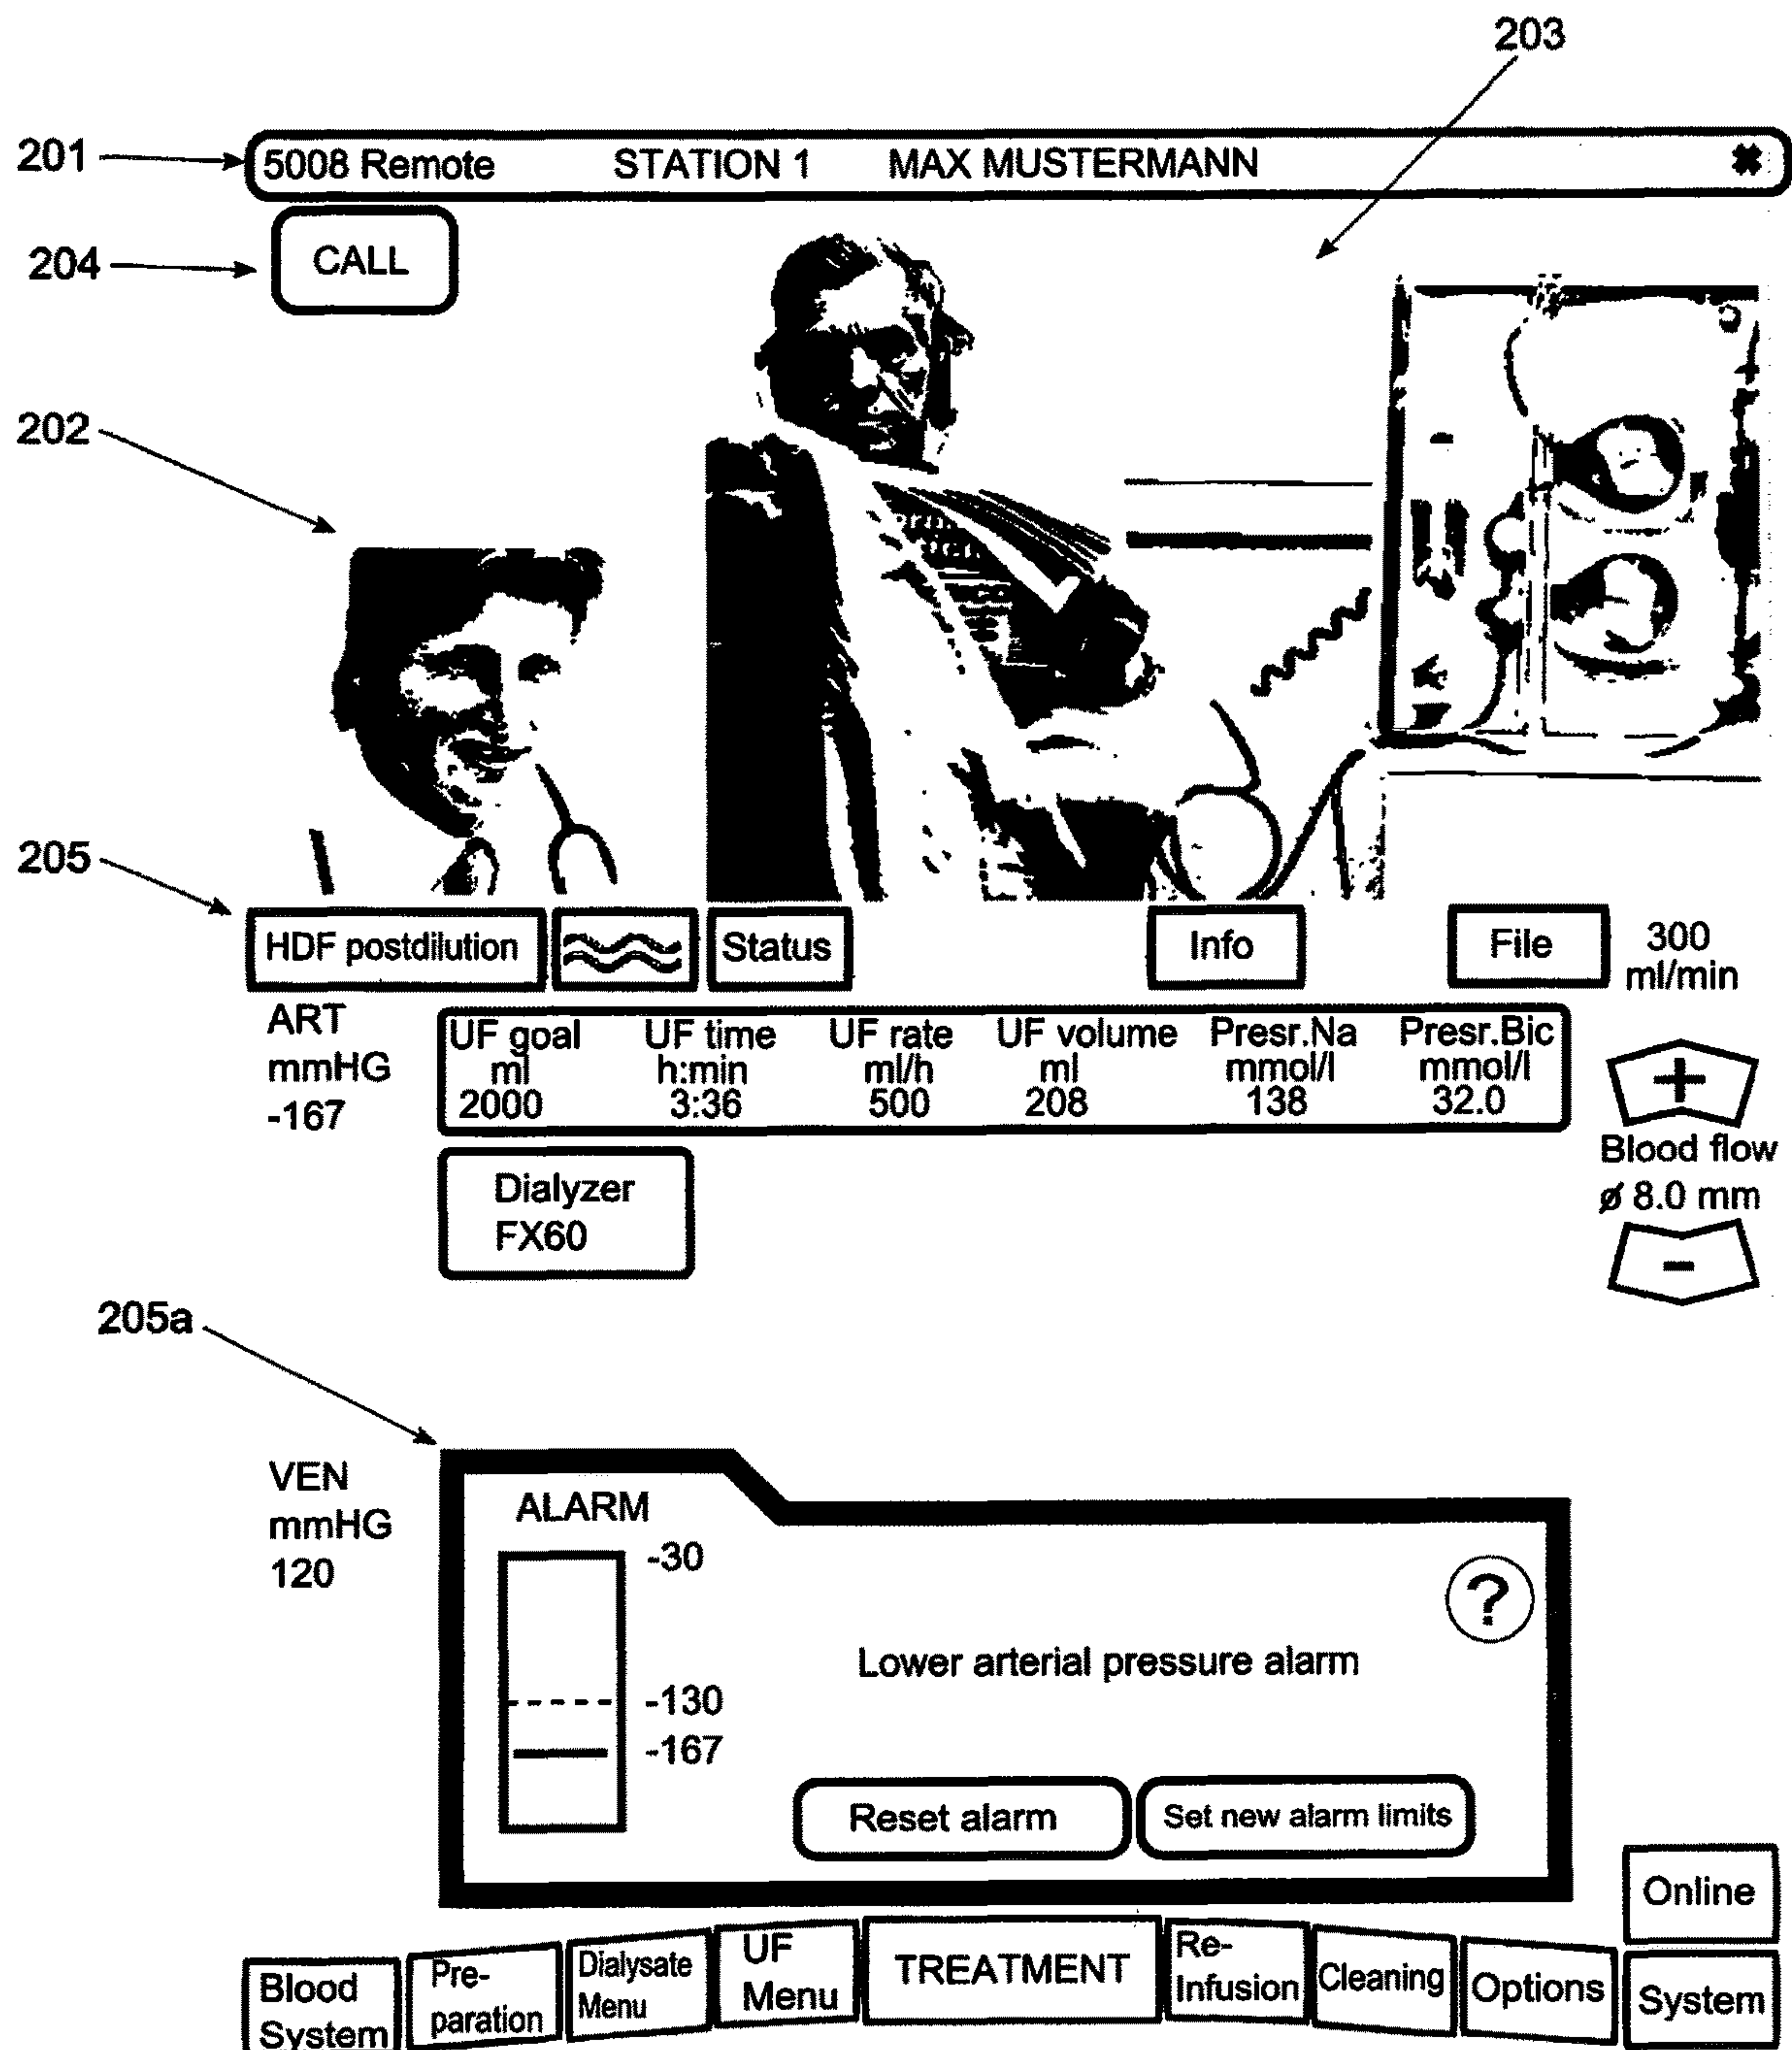 203
201
5008 Remote STATION 1 MAX MUSTERMANN ✖
204
CALL
202
205
HDF postdilution Status Info File 300
ml/min
ART
mmHG
-167
UF goal UF time UF rate UF volume Presr.Na Presr.Bic
ml h:min ml/h ml mmol/l mmol/l
2000 3:36 500 208 138 32.0
+
Blood flow
ø 8.0 mm
-
Dialyzer
FX60
205a
VEN
mmHG
120
ALARM
-30
?
Lower arterial pressure alarm
-130
-167
Reset alarm Set new alarm limits
Online
Blood
System
Pre-
paration
Dialysate
Menu
UF
Menu
TREATMENT
Re-
Infusion
Cleaning
Options
System